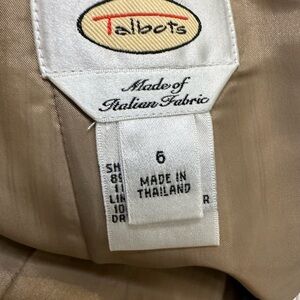 Talbots
Made of
Italian Fabric
6
MADE IN
THAILAND